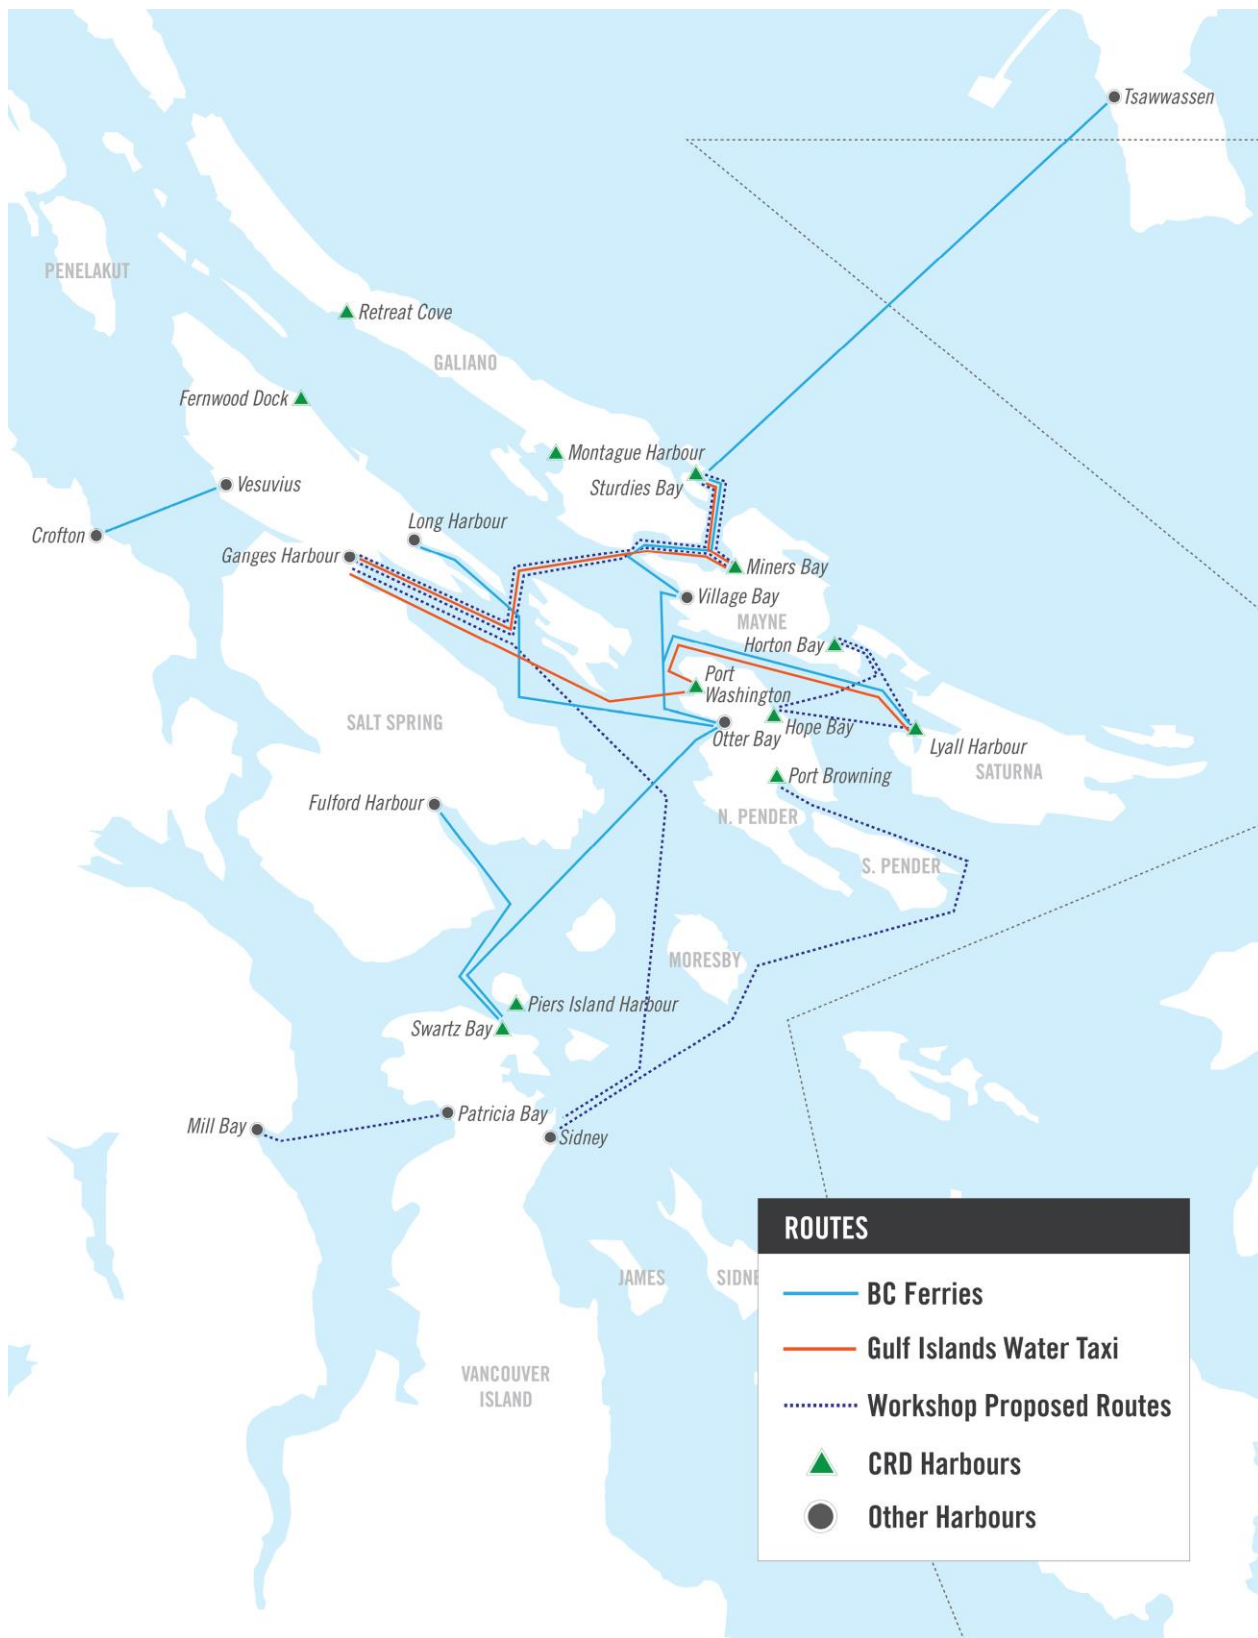 Tsawwassen
PENELAKUT
Retreat Cove
GALIANO
Fernwood Dock
Montague Harbour
Sturdies Bay
Vesuvius
Long Harbour
Crofton
Ganges Harbour
Miners Bay
Village Bay
MAYNE
Horton Bay
Port
Washington
SALT SPRING
Hope Bay
Otter Bay
Lyall Harbour
SATURNA
Port Browning
Fulford Harbour
N. PENDER
S. PENDER
MORESBY
Piers Island Harbour
Swartz Bay
Patricia Bay
Mill Bay
Sidney
JAMES
SIDNE
VANCOUVER
ISLAND
ROUTES
BC Ferries
Gulf Islands Water Taxi
Workshop Proposed Routes
CRD Harbours
Other Harbours